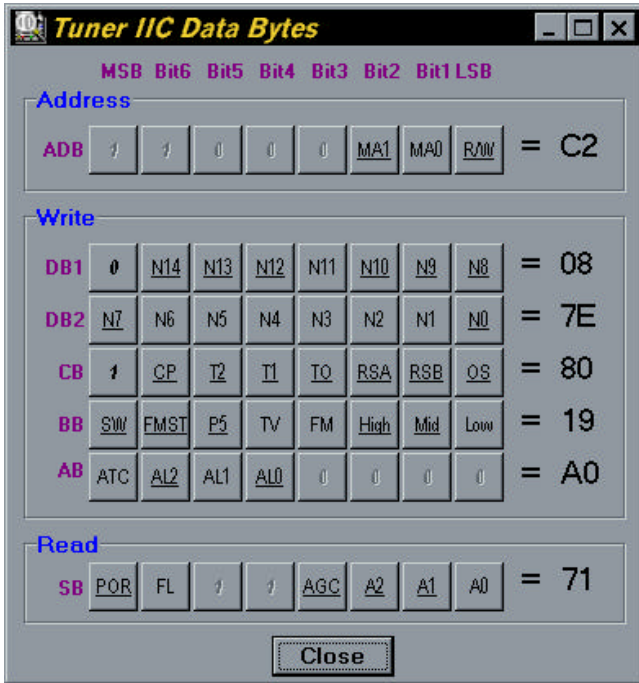 Tuner IIC Data Bytes
MSB Bit6 Bit5 Bit4 Bit3 Bit2 Bit1 LSB
Address
ADB 1 1 0 0 0 MA1 MA0 R/W = C2
Write
DB1 0 N14 N13 N12 N11 N10 N9 N8 = 08
DB2 N7 N6 N5 N4 N3 N2 N1 N0 = 7E
CB 1 CP T2 T1 TO RSA RSB OS = 80
BB SW FMST P5 TV FM High Mid Low = 19
AB ATC AL2 AL1 AL0 0 0 0 0 = A0
Read
SB POR FL 1 1 AGC A2 A1 A0 = 71
Close